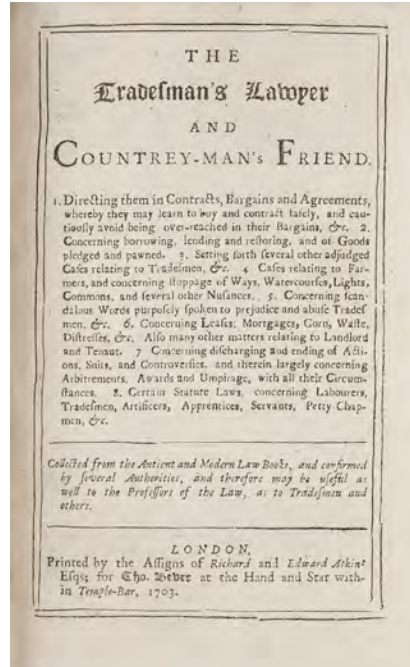 THE
Tradeſman's Lawyer
AND
COUNTREY-MAN's FRIEND.
1. Directing them in Contracts, Bargains and Agreements,
whereby they may learn to buy and contract ſafely, and cau-
tiouſly avoid being over-reached in their Bargains, &c. 2.
Concerning borrowing, lending and reſtoring, and of Goods
pledged and pawned. 3. Setting forth ſeveral other adjudged
Caſes relating to Tradeſmen, &c. 4 Caſes relating to Far-
mers, and concerning ſtoppage of Ways, Watercourſes, Lights,
Commons, and ſeveral other Nuſances. 5. Concerning ſcan-
dalous Words purpoſely ſpoken to prejudice and abuſe Tradeſ
men, &c. 6. Concerning Leaſes, Mortgages, Corn, Waſte,
Diſtreſſes, &c. Alſo many other matters relating to Landlord
and Tenant. 7 Concerning diſcharging and ending of Acti-
ons, Suits, and Controverſies, and therein largely concerning
Arbitrements, Awards and Umpirage, with all their Circum-
ſtances. 8. Certain Statute Laws, concerning Labourers,
Tradeſmen, Artificers, Apprentices, Servants, Petty Chap-
men, &c.
Collected from the Antient and Modern Law Books, and confirmed
by ſeveral Authorities, and therefore may be uſeful as
well to the Profeſſors of the Law, as to Tradeſmen and
others.
LONDON,
Printed by the Aſſigns of Richard and Edward Atkins
Eſqs; for Tho. Bever at the Hand and Star with-
in Temple-Bar, 1703.